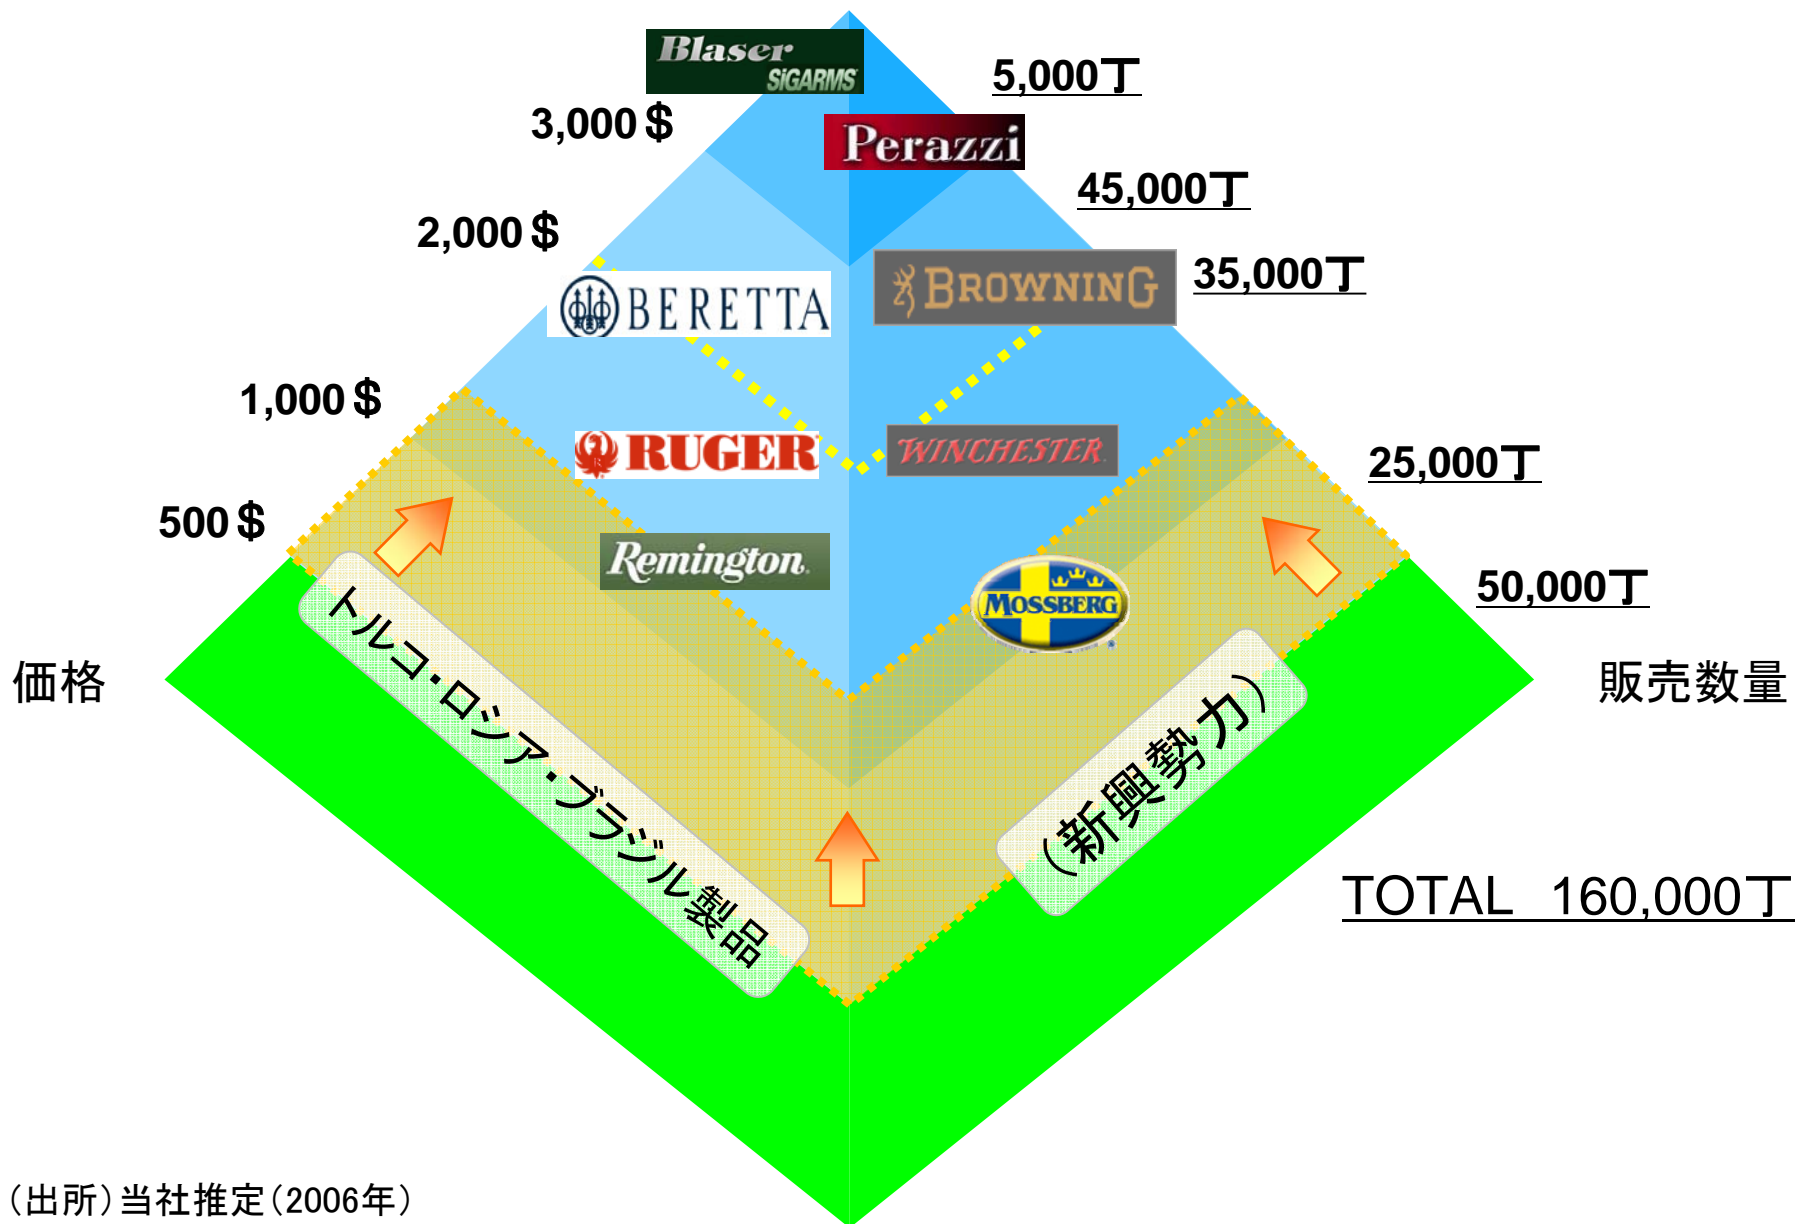 Blaser
SIGARMS
5,000丁
3,000＄
Perazzi
45,000丁
2,000＄
BERETTA
BROWNING
35,000丁
1,000＄
RUGER
WINCHESTER
25,000丁
500＄
Remington
MOSSBERG
50,000丁
価格
トルコ・ロシア・ブラジル製品
（新興勢力）
販売数量
TOTAL　160,000丁
（出所）当社推定（2006年）